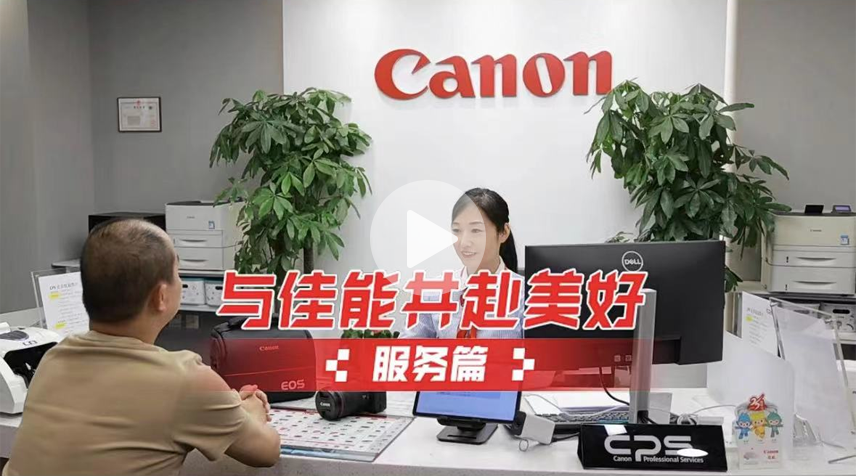 Canon
DELL
与佳能共赴美好
服务篇
Canon
EOS
CPS
Canon Professional Services